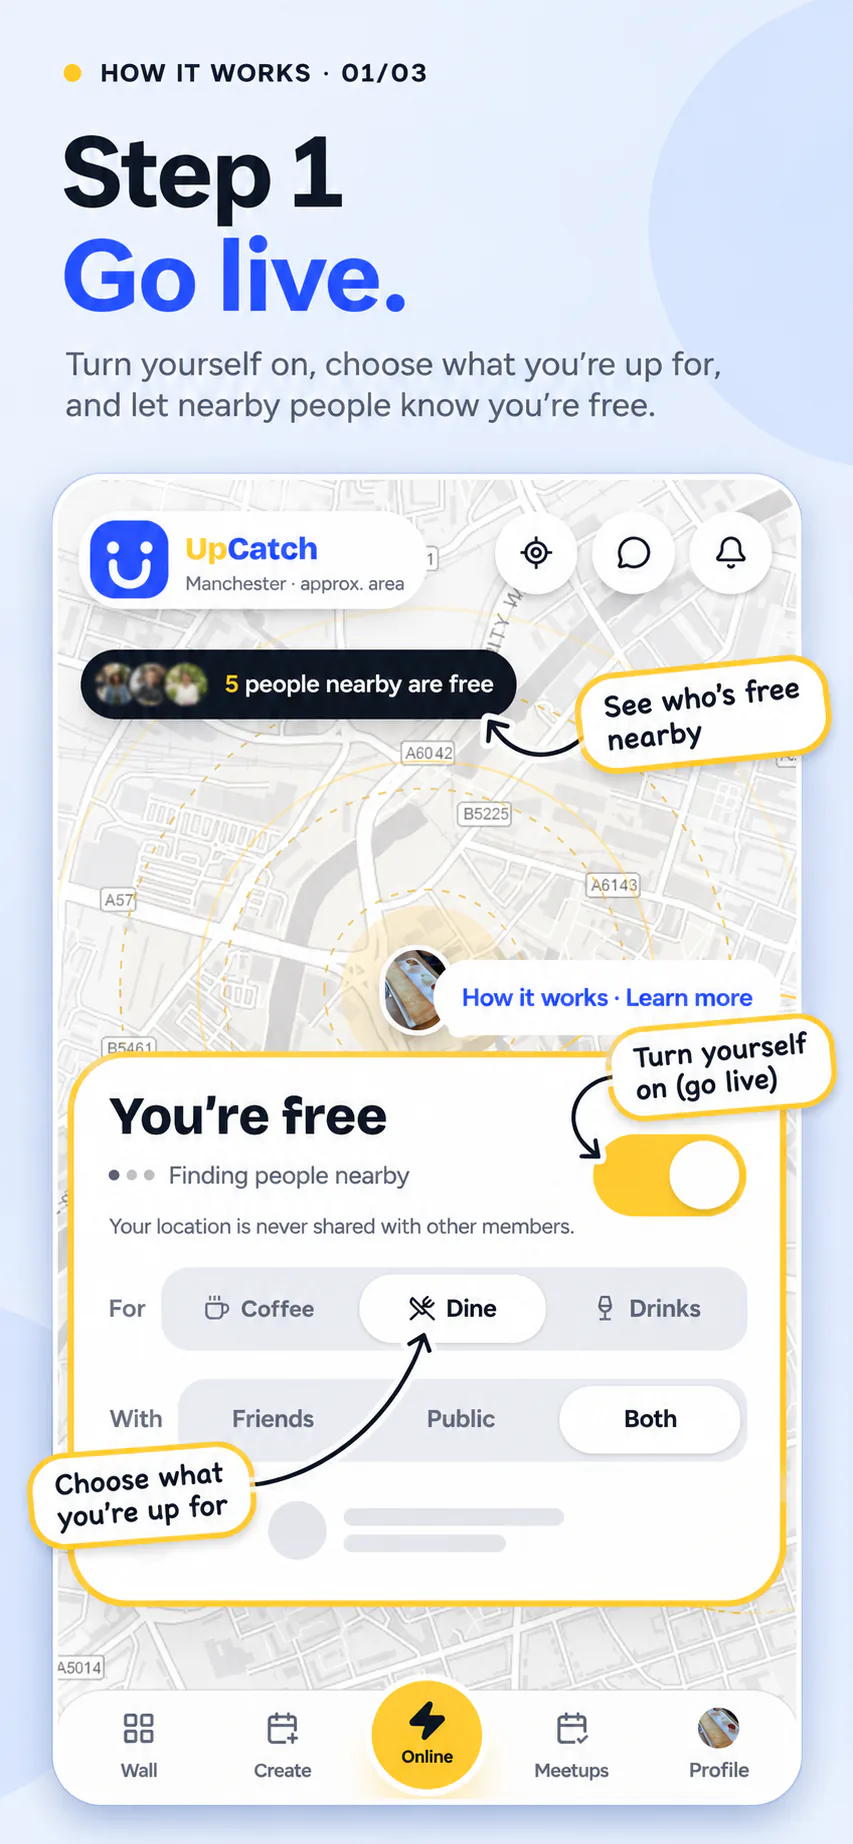 HOW IT WORKS · 01/03
Step 1
Go live.
Turn yourself on, choose what you're up for,
and let nearby people know you're free.
UpCatch
Manchester · approx. area
1
5 people nearby are free
See who's free
nearby
A6042
B5225
A57
A6143
How it works · Learn more
B5461
Turn yourself
on (go live)
You're free
Finding people nearby
Your location is never shared with other members.
For
Coffee
Dine
Drinks
With
Friends
Public
Both
Choose what
you're up for
A5014
Wall
Create
Online
Meetups
Profile